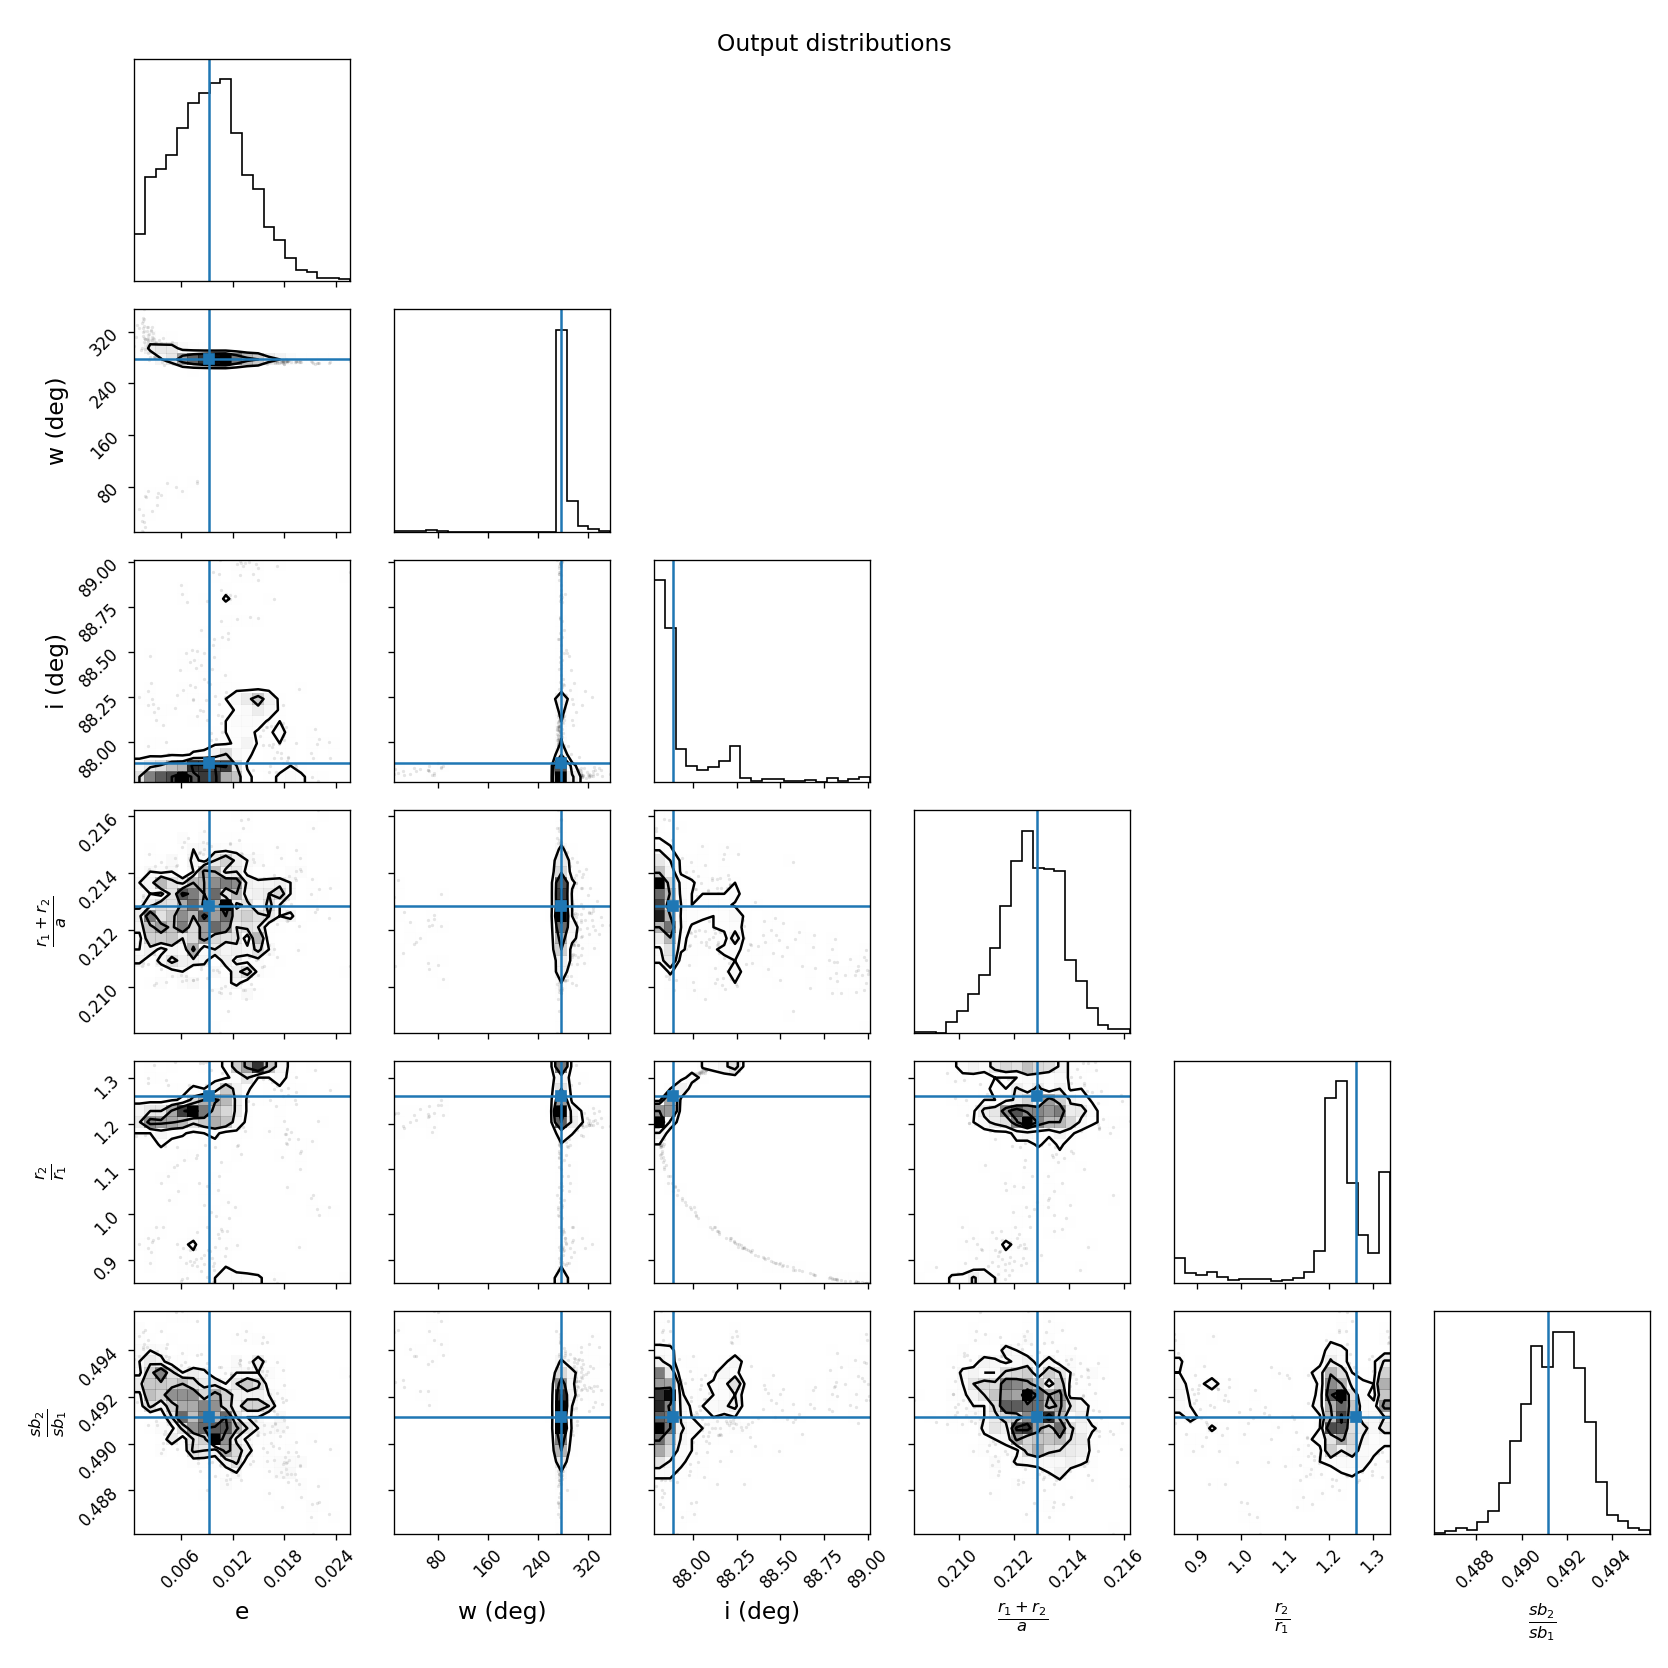 Output distributions
320
240
160
80
w (deg)
89.00
88.75
88.50
88.25
88.00
i (deg)
0.216
0.214
0.212
0.210
r₁ + r₂
a
1.3
1.2
1.1
1.0
0.9
r₂
r₁
0.494
0.492
0.490
0.488
sb₂
sb₁
0.006 0.012 0.018 0.024 80 160 240 320 88.00 88.25 88.50 88.75 89.00 0.210 0.212 0.214 0.216 0.9 1.0 1.1 1.2 1.3 0.488 0.490 0.492 0.494
e w (deg) i (deg) r₁ + r₂ r₂ sb₂
a r₁ sb₁